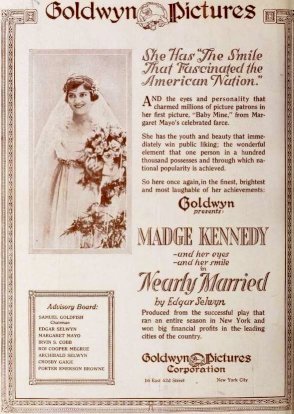 Goldwyn Pictures
She Has "The Smile
That Fascinated the
American Nation."
AND the eyes and personality that
charmed millions of picture patrons in
her first picture, "Baby Mine," from Mar-
garet Mayo's celebrated farce.
She has the youth and beauty that imme-
diately win public liking; the wonderful
element that one person in a hundred
thousand possesses and through which na-
tional popularity is achieved.
So here once again, in the finest, brightest
and most laughable of her achievements:
Goldwyn
presents:
MADGE KENNEDY
-and her eyes
-and her smile
in
Nearly Married
by Edgar Selwyn
Produced from the successful play that
ran an entire season in New York and
won big financial profits in the leading
cities of the country.
Goldwyn Pictures
Corporation
16 East 42d Street New York City
Advisory Board:
SAMUEL GOLDFISH
Chairman
EDGAR SELWYN
MARGARET MAYO
IRVIN S. COBB
ROI COOPER MEGRUE
ARCHIBALD SELWYN
CROSBY GAIGE
PORTER EMERSON BROWNE